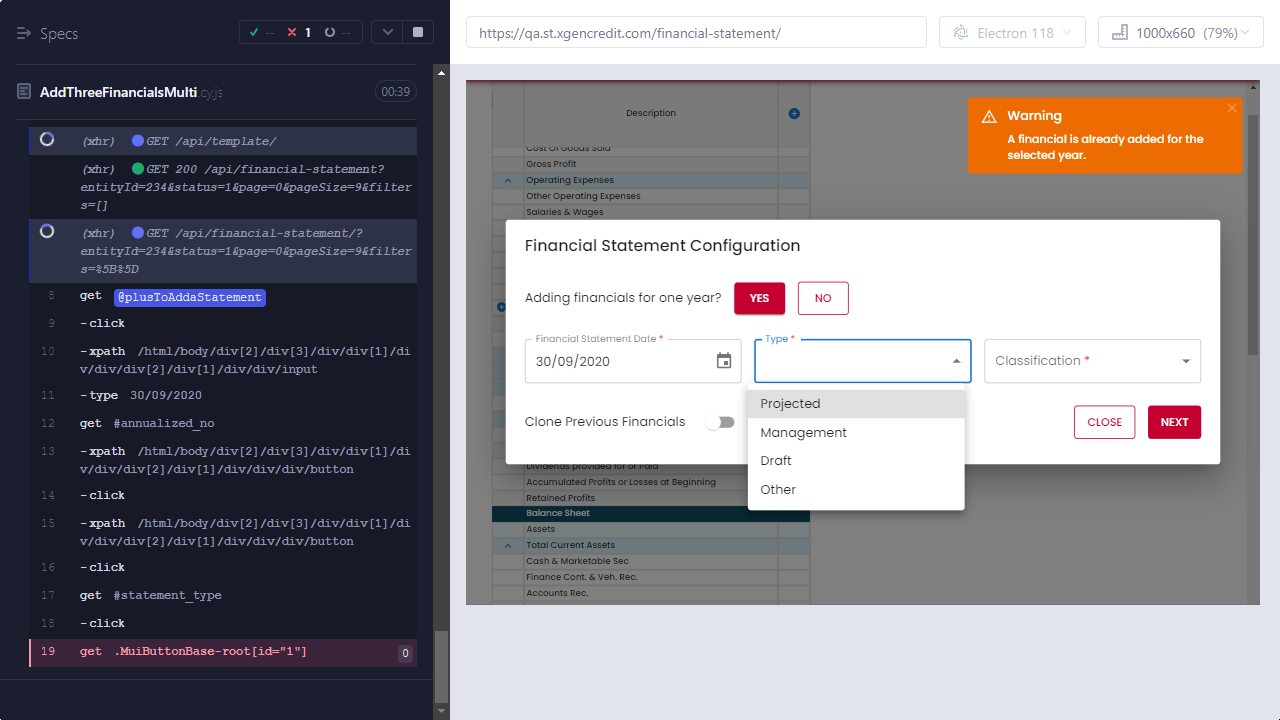 Specs
--
1
--
AddThreeFinancialsMulti.cy.js
00:39
(xhr) GET /api/template/
(xhr) GET 200 /api/financial-statement?
entityId=234&status=1&page=0&pageSize=9&filter
s=[]
(xhr) GET /api/financial-statement/?
entityId=234&status=1&page=0&pageSize=9&filter
s=%5B%5D
8 get @plusToAddaStatement
9 -click
10 -xpath /html/body/div[2]/div[3]/div/div[1]/di
v/div/div[2]/div[1]/div/div/input
11 -type 30/09/2020
12 get #annualized_no
13 -xpath /html/body/div[2]/div[3]/div/div[1]/di
v/div/div[2]/div[1]/div/div/div/button
14 -click
15 -xpath /html/body/div[2]/div[3]/div/div[1]/di
v/div/div[2]/div[1]/div/div/div/button
16 -click
17 get #statement_type
18 -click
19 get .MuiButtonBase-root[id="1"] 0
https://qa.st.xgencredit.com/financial-statement/
Electron 118
1000x660 (79%)
Description
Warning
A financial is already added for the
selected year.
Cost Of Goods Sold
Gross Profit
Operating Expenses
Other Operating Expenses
Salaries & Wages
Financial Statement Configuration
Adding financials for one year? YES NO
Financial Statement Date *
30/09/2020
Type *
Classification *
Projected
Management
Draft
Other
Clone Previous Financials
CLOSE NEXT
Dividends provided for or Paid
Accumulated Profits or Losses at Beginning
Retained Profits
Balance Sheet
Assets
Total Current Assets
Cash & Marketable Sec
Finance Cont. & Veh. Rec.
Accounts Rec.